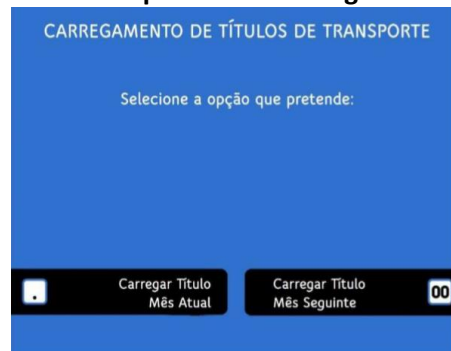 CARREGAMENTO DE TÍTULOS DE TRANSPORTE
Selecione a opção que pretende:
.
Carregar Título
Mês Atual
Carregar Título
Mês Seguinte
00